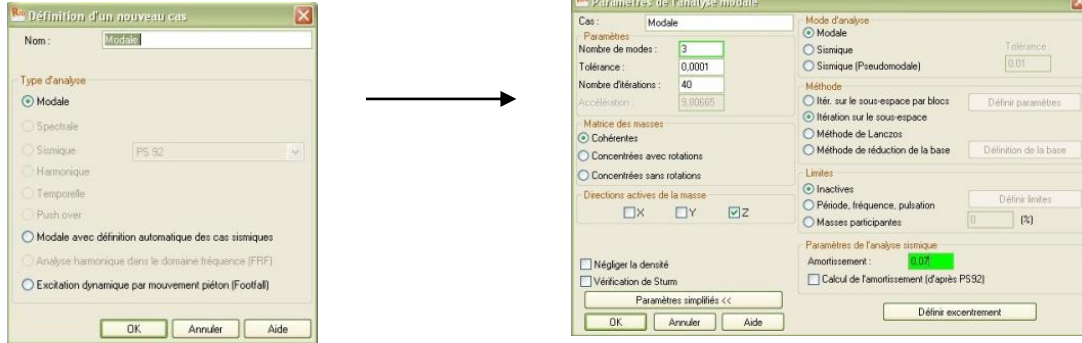 Définition d'un nouveau cas
Nom :
Modale
Type d'analyse
Modale
Spectrale
Sismique
PS 92
Harmonique
Temporelle
Push over
Modale avec définition automatique des cas sismiques
Analyse harmonique dans le domaine fréquence (FRF)
Excitation dynamique par mouvement piéton (Footfall)
OK Annuler Aide
Paramètres de l'analyse modale
Cas : Modale
Paramètres
Nombre de modes : 3
Tolérance : 0,0001
Nombre d'itérations : 40
Accélération : 9,80665
Matrice des masses
Cohérentes
Concentrées avec rotations
Concentrées sans rotations
Directions actives de la masse
X Y Z
Négliger la densité
Vérification de Sturm
Paramètres simplifiés <<
OK Annuler Aide
Mode d'analyse
Modale
Sismique
Tolérance :
Sismique (Pseudomodale)
0,01
Méthode
Itér. sur le sous-espace par blocs
Définir paramètres
Itération sur le sous-espace
Méthode de Lanczos
Méthode de réduction de la base
Définition de la base
Limites
Inactives
Définir limites
Période, fréquence, pulsation
Masses participantes
0 (%)
Paramètres de l'analyse sismique
Amortissement : 0,07
Calcul de l'amortissement (d'après PS92)
Définir excentrement